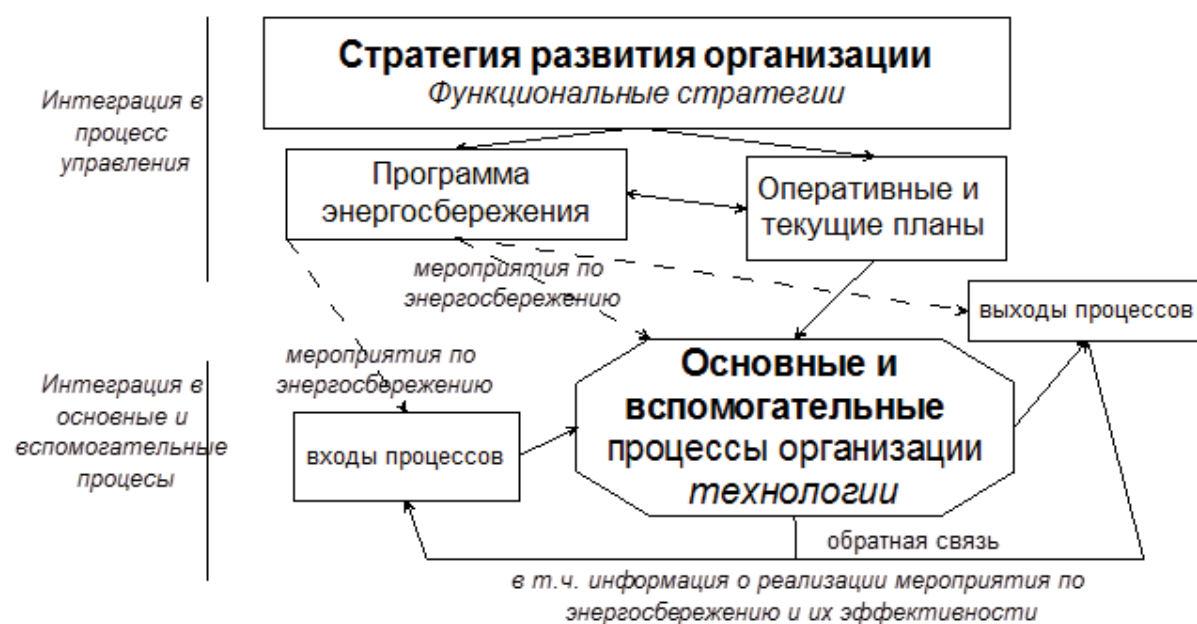 Стратегия развития организации
Функциональные стратегии
Интеграция в
процесс
управления
Программа
энергосбережения
Оперативные и
текущие планы
мероприятия по
энергосбережению
выходы процессов
мероприятия по
энергосбережению
Интеграция в
основные и
вспомогательные
процесы
входы процессов
Основные и
вспомогательные
процессы организации
технологии
обратная связь
в т.ч. информация о реализации мероприятия по
энергосбережению и их эффективности